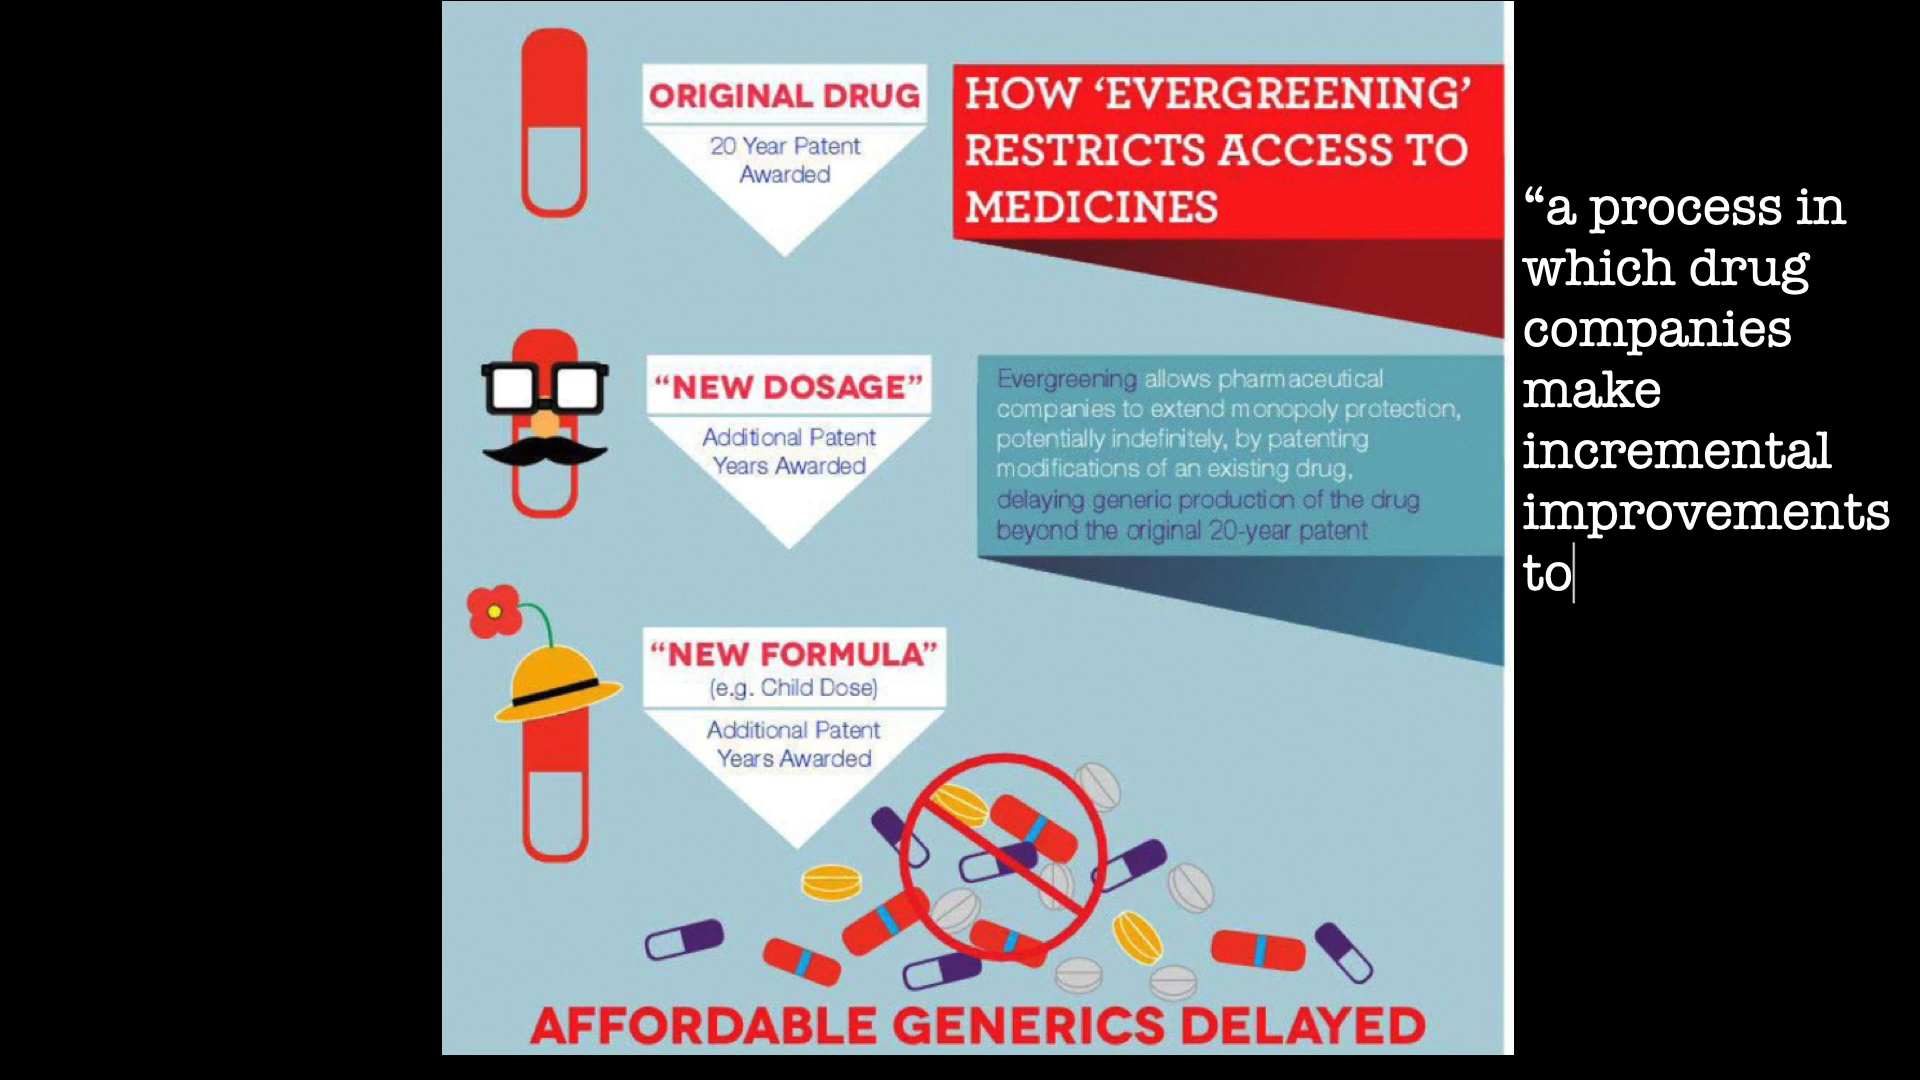 ORIGINAL DRUG
20 Year Patent
Awarded
HOW ‘EVERGREENING’
RESTRICTS ACCESS TO
MEDICINES
“NEW DOSAGE”
Additional Patent
Years Awarded
Evergreening allows pharmaceutical
companies to extend monopoly protection,
potentially indefinitely, by patenting
modifications of an existing drug,
delaying generic production of the drug
beyond the original 20-year patent
“NEW FORMULA”
(e.g. Child Dose)
Additional Patent
Years Awarded
AFFORDABLE GENERICS DELAYED
“a process in
which drug
companies
make
incremental
improvements
to